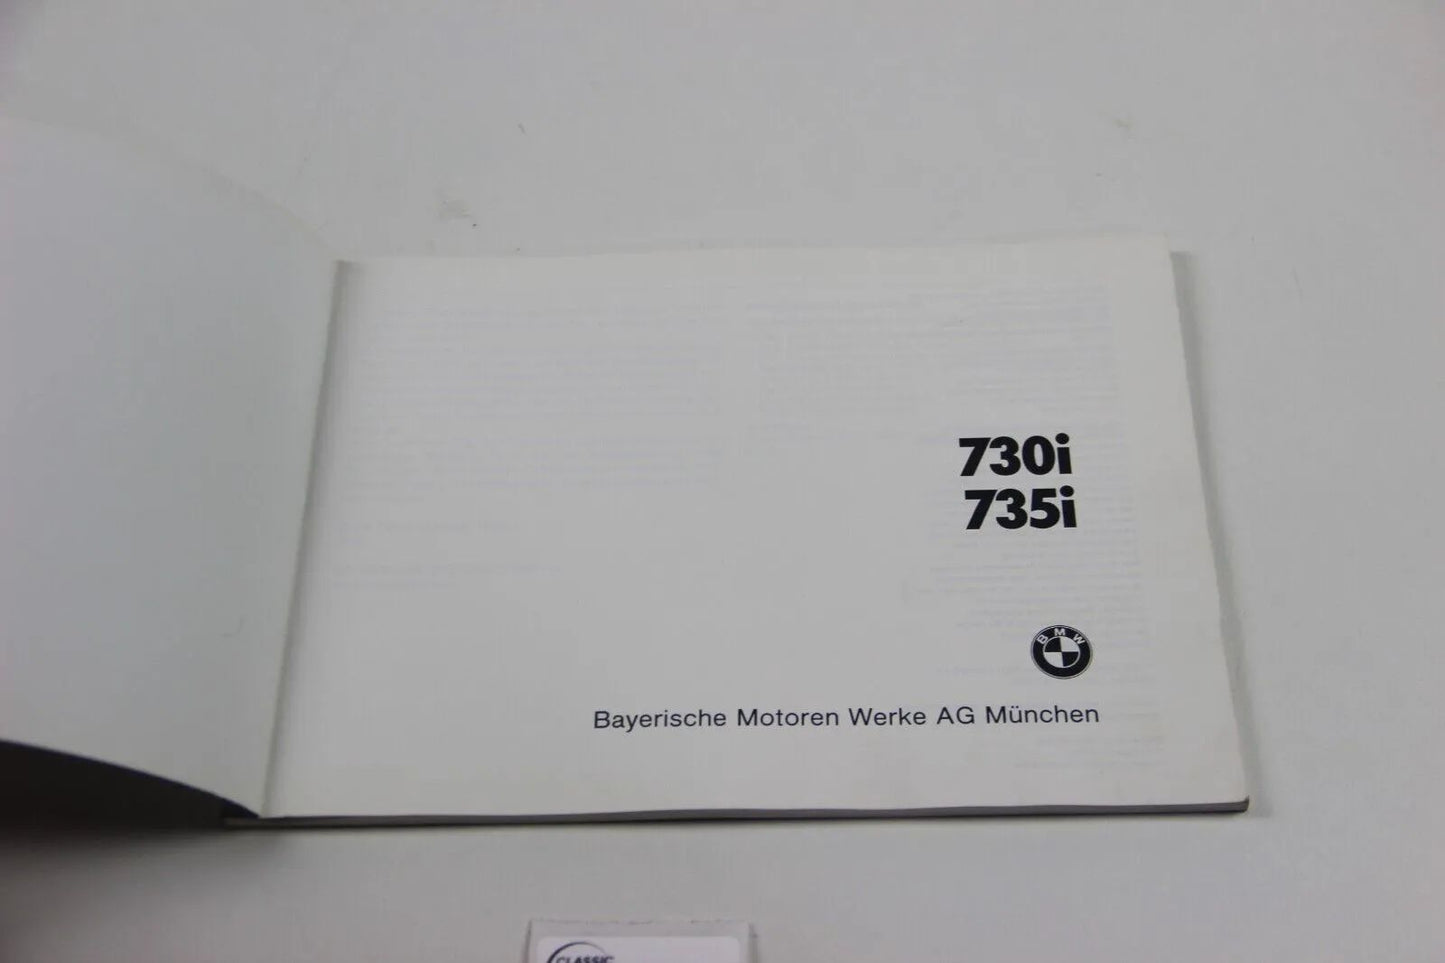 730i
735i
BMW
Bayerische Motoren Werke AG München
CLASSIC